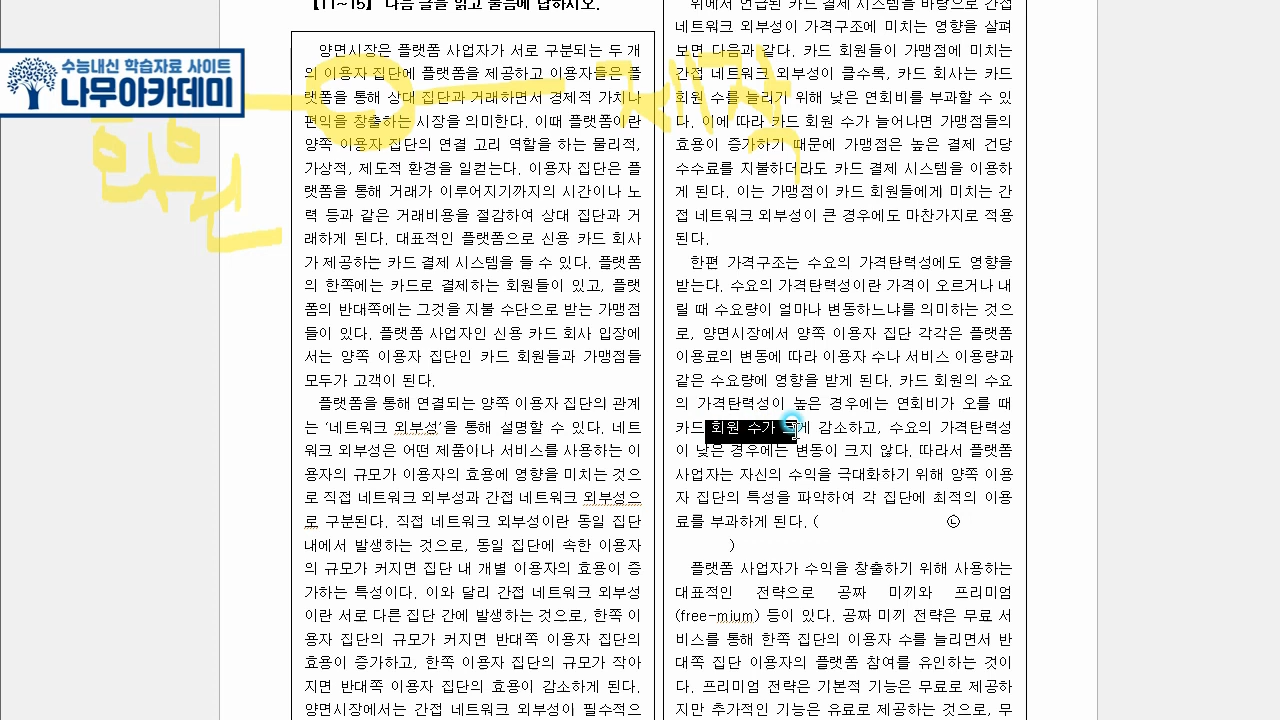 【11~15】 다음 글을 읽고 물음에 답하시오.
수능내신 학습자료 사이트
나무아카데미
회원
양면시장은 플랫폼 사업자가 서로 구분되는 두 개
의 이용자 집단에 플랫폼을 제공하고 이용자들은 플
랫폼을 통해 상대 집단과 거래하면서 경제적 가치나
편익을 창출하는 시장을 의미한다. 이때 플랫폼이란
양쪽 이용자 집단의 연결 고리 역할을 하는 물리적,
가상적, 제도적 환경을 일컫는다. 이용자 집단은 플
랫폼을 통해 거래가 이루어지기까지의 시간이나 노
력 등과 같은 거래비용을 절감하여 상대 집단과 거
래하게 된다. 대표적인 플랫폼으로 신용 카드 회사
가 제공하는 카드 결제 시스템을 들 수 있다. 플랫폼
의 한쪽에는 카드로 결제하는 회원들이 있고, 플랫
폼의 반대쪽에는 그것을 지불 수단으로 받는 가맹점
들이 있다. 플랫폼 사업자인 신용 카드 회사 입장에
서는 양쪽 이용자 집단인 카드 회원들과 가맹점들
모두가 고객이 된다.
플랫폼을 통해 연결되는 양쪽 이용자 집단의 관계
는 ‘네트워크 외부성’을 통해 설명할 수 있다. 네트
워크 외부성은 어떤 제품이나 서비스를 사용하는 이
용자의 규모가 이용자의 효용에 영향을 미치는 것으
로 직접 네트워크 외부성과 간접 네트워크 외부성으
로 구분된다. 직접 네트워크 외부성이란 동일 집단
내에서 발생하는 것으로, 동일 집단에 속한 이용자
의 규모가 커지면 집단 내 개별 이용자의 효용이 증
가하는 특성이다. 이와 달리 간접 네트워크 외부성
이란 서로 다른 집단 간에 발생하는 것으로, 한쪽 이
용자 집단의 규모가 커지면 반대쪽 이용자 집단의
효용이 증가하고, 한쪽 이용자 집단의 규모가 작아
지면 반대쪽 이용자 집단의 효용이 감소하게 된다.
양면시장에서는 간접 네트워크 외부성이 필수적으
위에서 언급된 카드 결제 시스템을 바탕으로 간접
네트워크 외부성이 가격구조에 미치는 영향을 살펴
보면 다음과 같다. 카드 회원들이 가맹점에 미치는
간접 네트워크 외부성이 클수록, 카드 회사는 카드
회원 수를 늘리기 위해 낮은 연회비를 부과할 수 있
다. 이에 따라 카드 회원 수가 늘어나면 가맹점들의
효용이 증가하기 때문에 가맹점은 높은 결제 건당
수수료를 지불하더라도 카드 결제 시스템을 이용하
게 된다. 이는 가맹점이 카드 회원들에게 미치는 간
접 네트워크 외부성이 큰 경우에도 마찬가지로 적용
된다.
한편 가격구조는 수요의 가격탄력성에도 영향을
받는다. 수요의 가격탄력성이란 가격이 오르거나 내
릴 때 수요량이 얼마나 변동하느냐를 의미하는 것으
로, 양면시장에서 양쪽 이용자 집단 각각은 플랫폼
이용료의 변동에 따라 이용자 수나 서비스 이용량과
같은 수요량에 영향을 받게 된다. 카드 회원의 수요
의 가격탄력성이 높은 경우에는 연회비가 오를 때
카드 회원 수가 크게 감소하고, 수요의 가격탄력성
이 낮은 경우에는 변동이 크지 않다. 따라서 플랫폼
사업자는 자신의 수익을 극대화하기 위해 양쪽 이용
자 집단의 특성을 파악하여 각 집단에 최적의 이용
료를 부과하게 된다. ( ㉡
)
플랫폼 사업자가 수익을 창출하기 위해 사용하는
대표적인 전략으로 공짜 미끼와 프리미엄
(free-mium) 등이 있다. 공짜 미끼 전략은 무료 서
비스를 통해 한쪽 집단의 이용자 수를 늘리면서 반
대쪽 집단 이용자의 플랫폼 참여를 유인하는 것이
다. 프리미엄 전략은 기본적 기능은 무료로 제공하
지만 추가적인 기능은 유료로 제공하는 것으로, 무